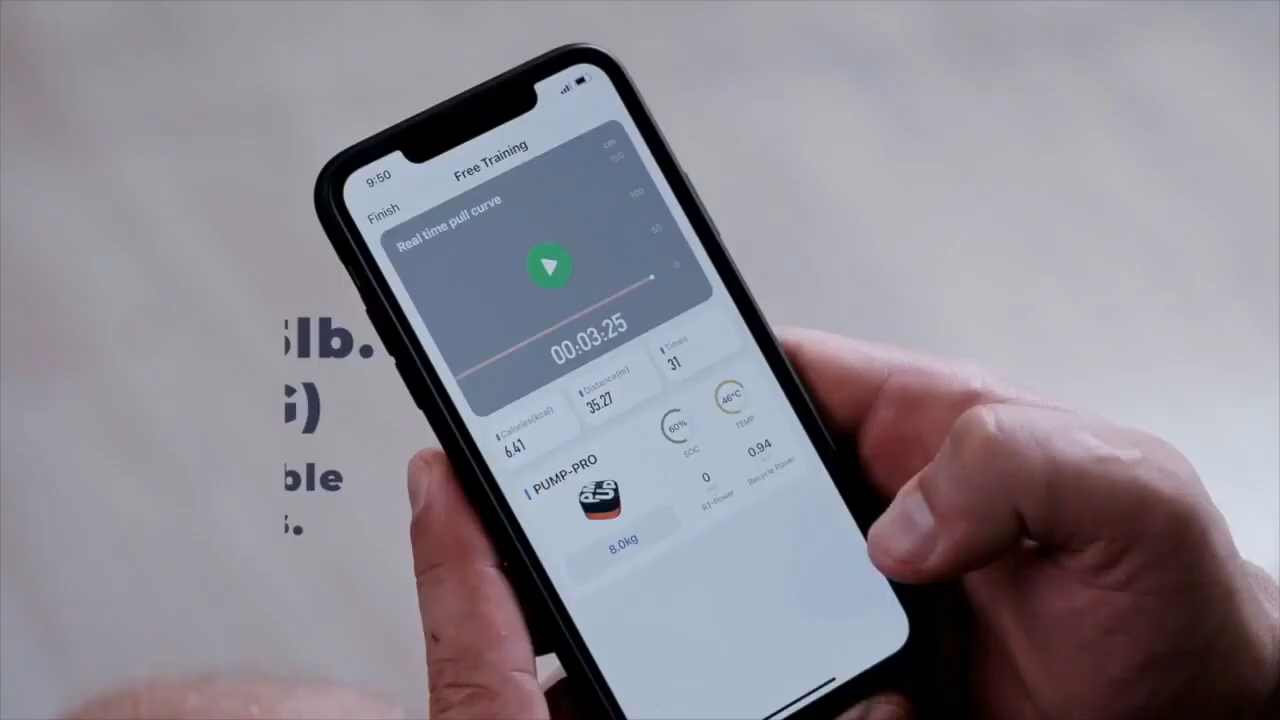 9:50
Free Training
Finish
Real time pull curve
cm
150
100
50
0
00:03:25
Calories(kcal)
6.41
Distance(m)
35.27
Times
31
PUMP-PRO
60%
SOC
46°C
TEMP
0
RT-Power
0.94
Recycle Power
8.0kg
lb.
)
ble
s.